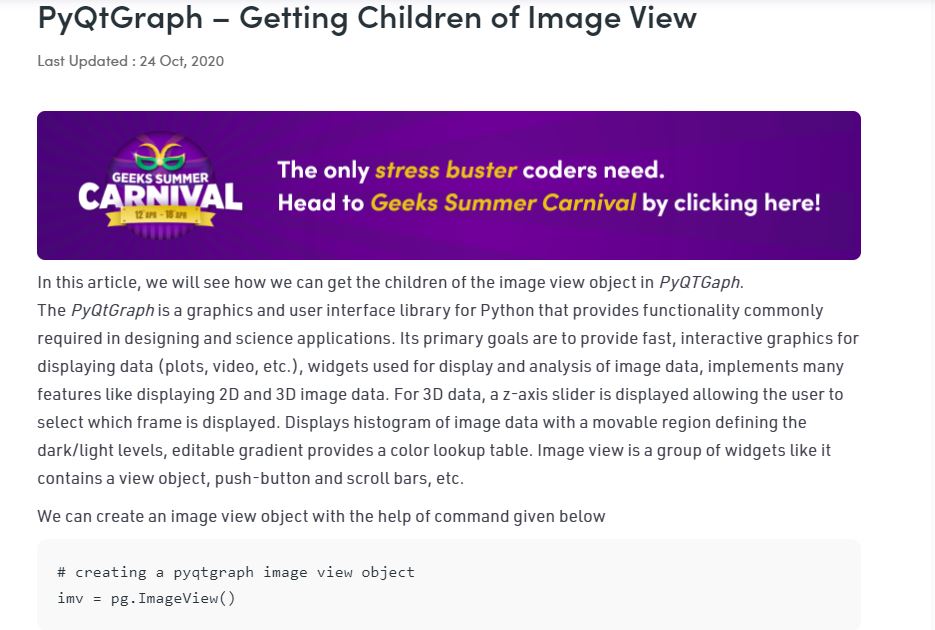 PyQtGraph – Getting Children of Image View
Last Updated : 24 Oct, 2020
GEEKS SUMMER
CARNIVAL
12 APR - 18 APR
The only stress buster coders need.
Head to Geeks Summer Carnival by clicking here!
In this article, we will see how we can get the children of the image view object in PyQTGaph.
The PyQtGraph is a graphics and user interface library for Python that provides functionality commonly
required in designing and science applications. Its primary goals are to provide fast, interactive graphics for
displaying data (plots, video, etc.), widgets used for display and analysis of image data, implements many
features like displaying 2D and 3D image data. For 3D data, a z-axis slider is displayed allowing the user to
select which frame is displayed. Displays histogram of image data with a movable region defining the
dark/light levels, editable gradient provides a color lookup table. Image view is a group of widgets like it
contains a view object, push-button and scroll bars, etc.
We can create an image view object with the help of command given below
# creating a pyqtgraph image view object
imv = pg.ImageView()